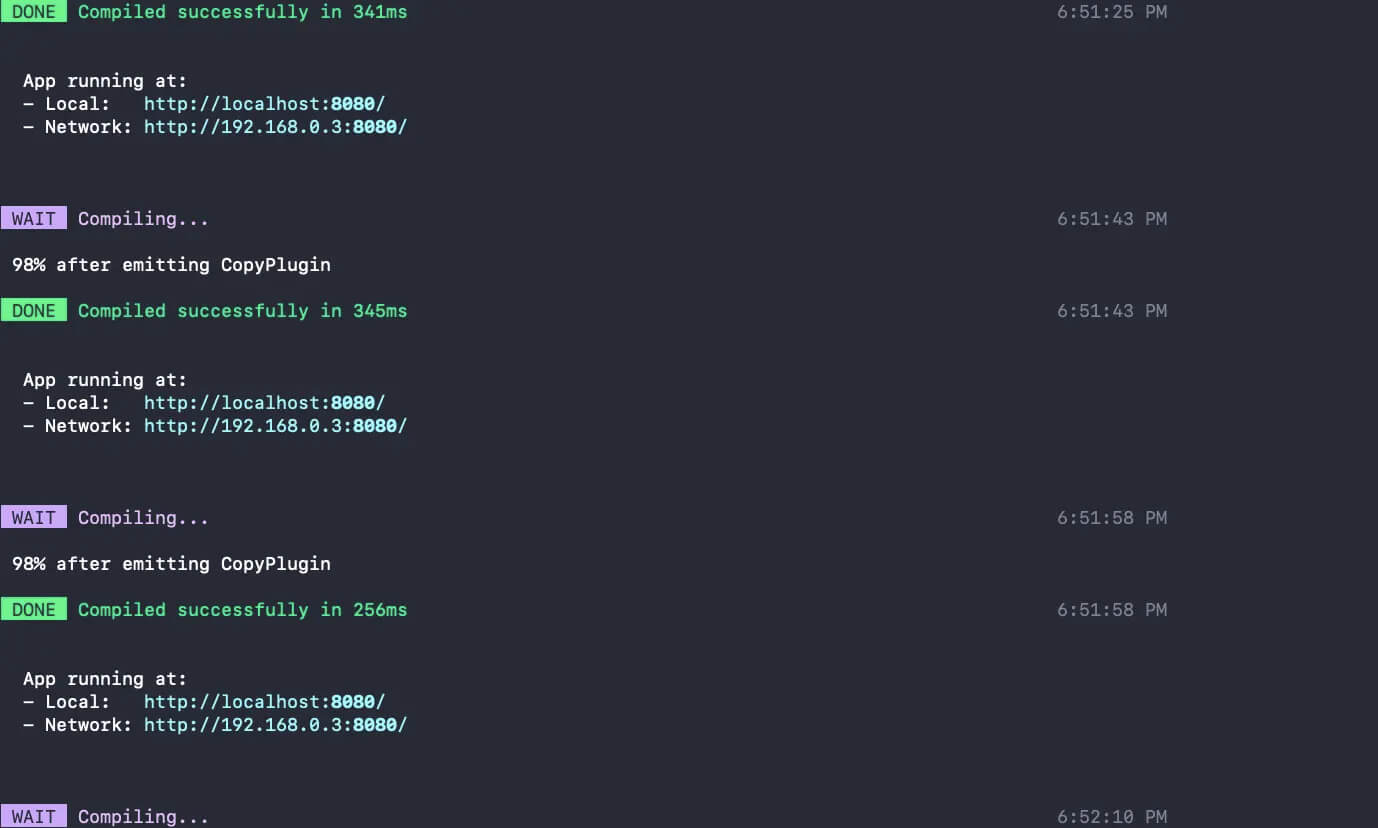 DONE Compiled successfully in 341ms 6:51:25 PM
App running at:
- Local: http://localhost:8080/
- Network: http://192.168.0.3:8080/
WAIT Compiling... 6:51:43 PM
98% after emitting CopyPlugin
DONE Compiled successfully in 345ms 6:51:43 PM
App running at:
- Local: http://localhost:8080/
- Network: http://192.168.0.3:8080/
WAIT Compiling... 6:51:58 PM
98% after emitting CopyPlugin
DONE Compiled successfully in 256ms 6:51:58 PM
App running at:
- Local: http://localhost:8080/
- Network: http://192.168.0.3:8080/
WAIT Compiling... 6:52:10 PM